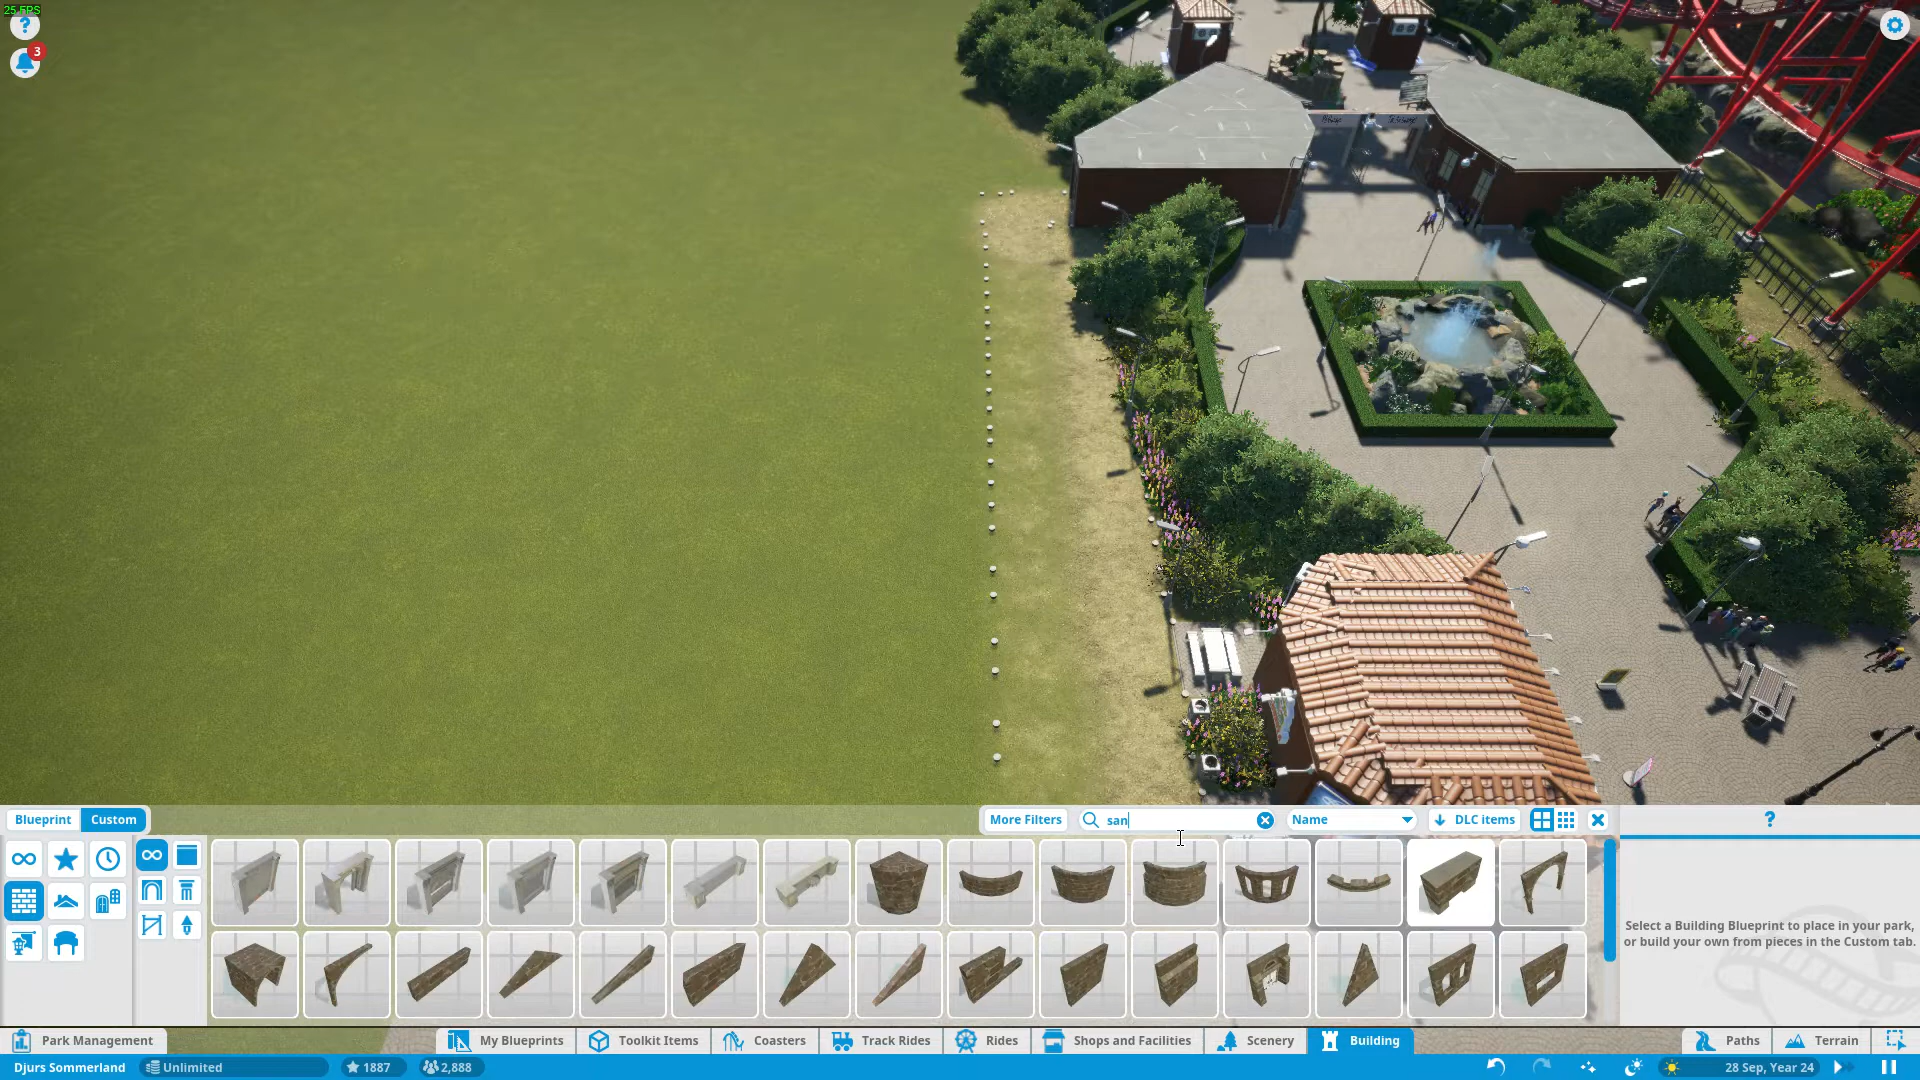 25 FPS
?
3
Blueprint
Custom
More Filters
san
Name
DLC items
?
Select a Building Blueprint to place in your park,
or build your own from pieces in the Custom tab.
Park Management
My Blueprints
Toolkit Items
Coasters
Track Rides
Rides
Shops and Facilities
Scenery
Building
Paths
Terrain
Djurs Sommerland
Unlimited
1887
2,888
28 Sep, Year 24